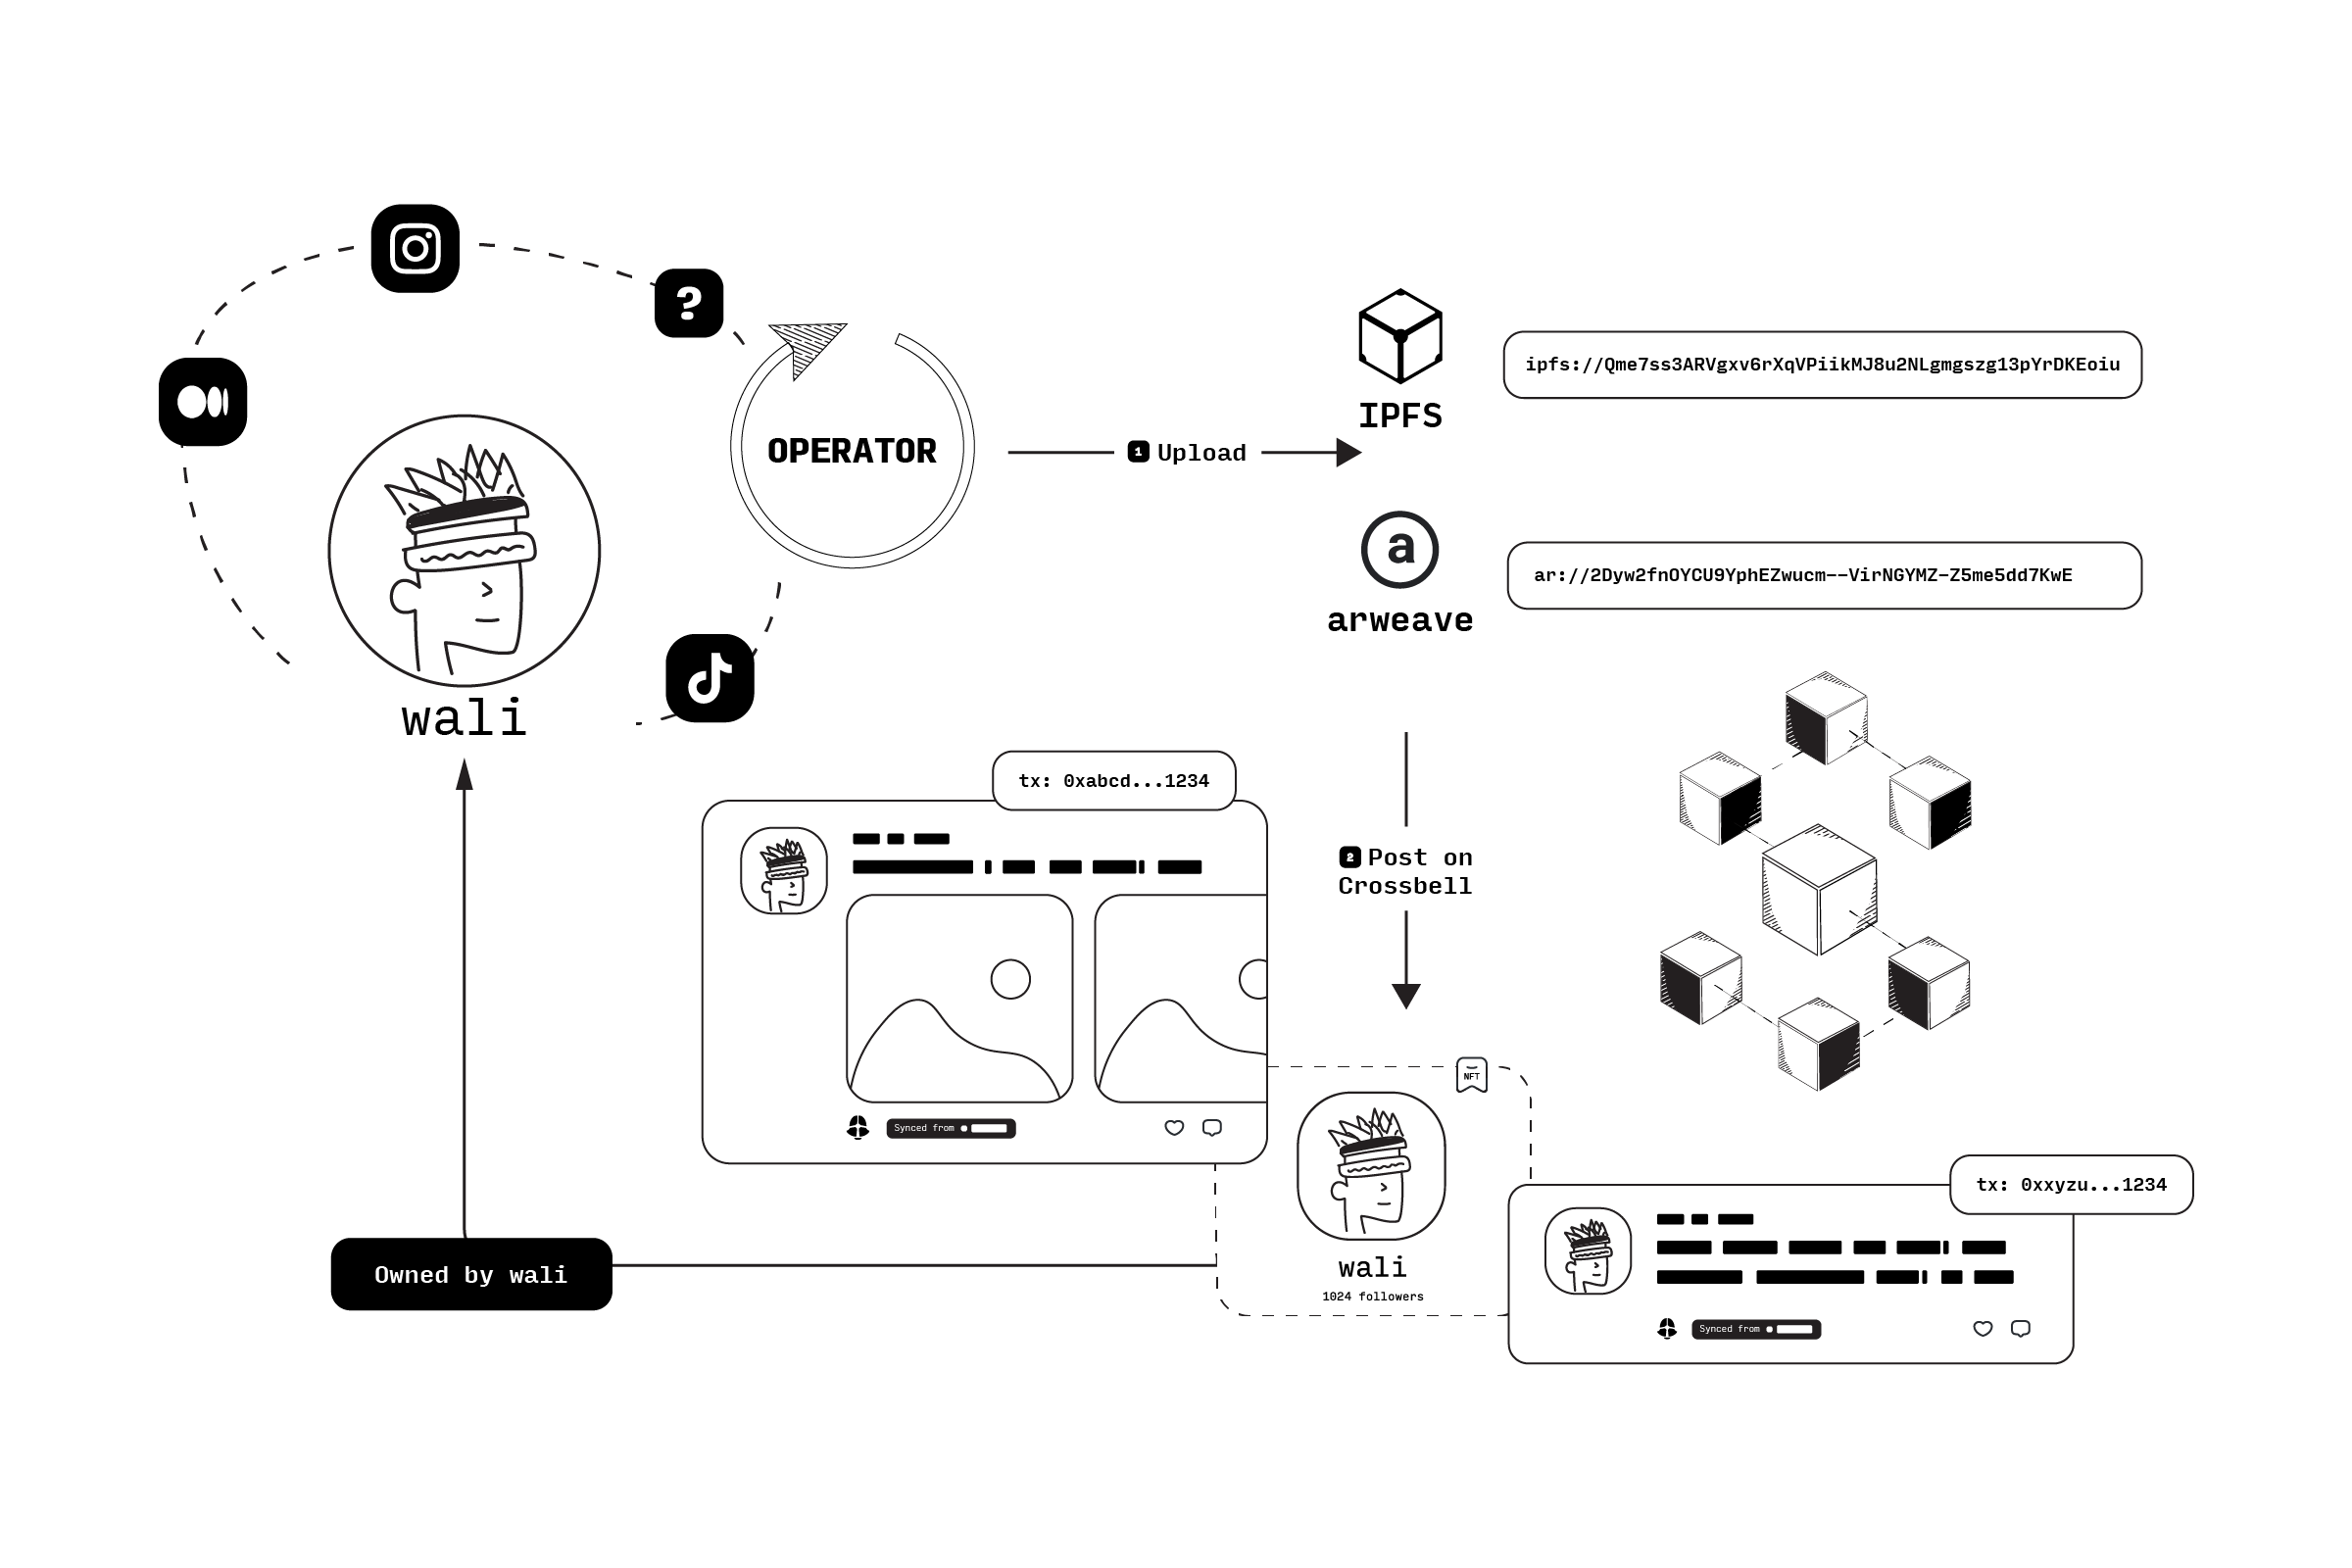 ?
OPERATOR
1 Upload
IPFS
ipfs://Qme7ss3ARVgxv6rXqVPiikMJ8u2NLgmgszg13pYrDKEoiu
a
arweave
ar://2Dyw2fnOYCU9YphEZwucm--VirNGYMZ-Z5me5dd7KwE
wali
tx: 0xabcd...1234
2 Post on
Crossbell
Synced from
NFT
wali
1024 followers
Owned by wali
tx: 0xxyzu...1234
Synced from